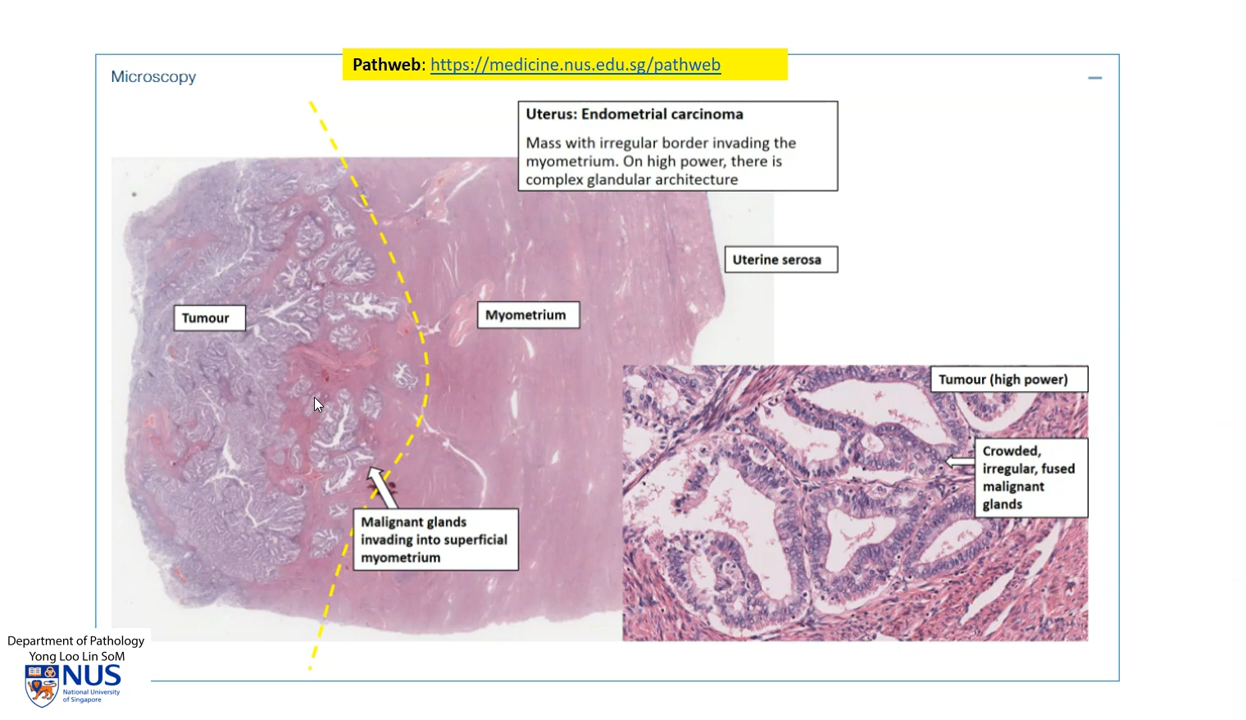 Pathweb: https://medicine.nus.edu.sg/pathweb
Microscopy
Uterus: Endometrial carcinoma
Mass with irregular border invading the
myometrium. On high power, there is
complex glandular architecture
Uterine serosa
Tumour
Myometrium
Tumour (high power)
Crowded,
irregular, fused
malignant
glands
Malignant glands
invading into superficial
myometrium
Department of Pathology
Yong Loo Lin SoM
NUS
National University
of Singapore